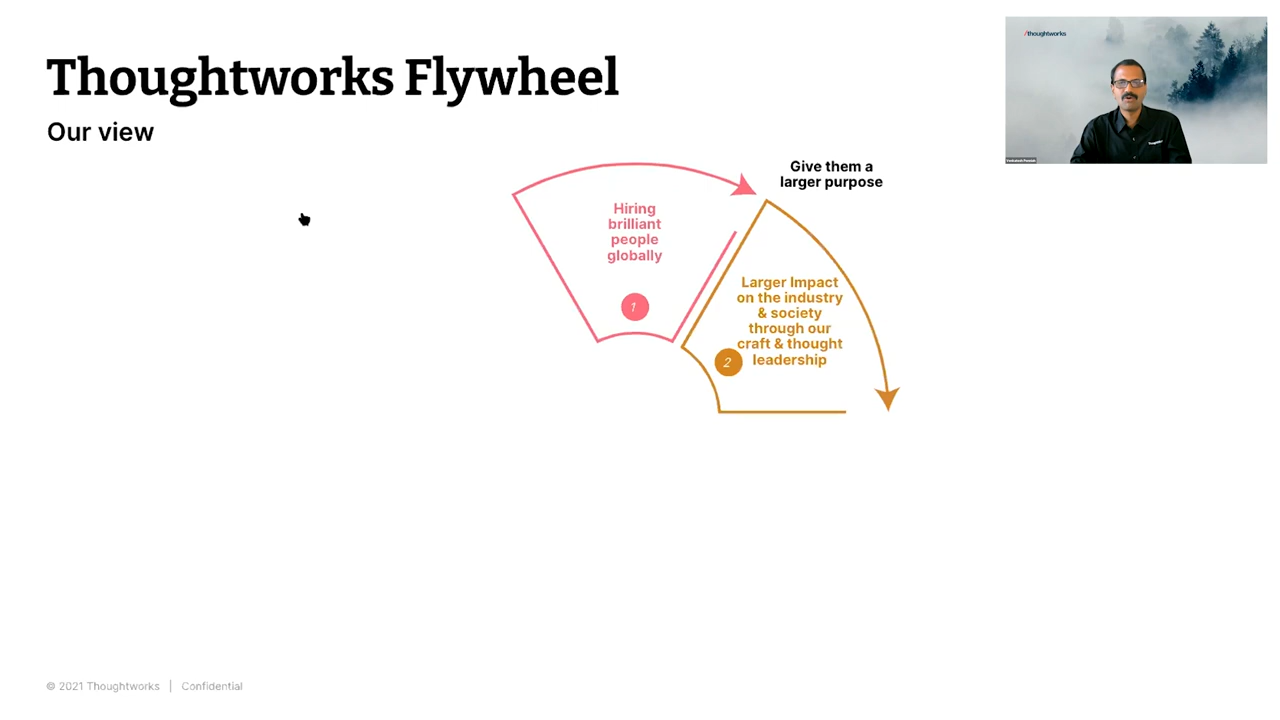 Thoughtworks Flywheel
Our view
/thoughtworks
Give them a
larger purpose
Hiring
brilliant
people
globally
1
Larger Impact
on the industry
& society
through our
craft & thought
leadership
2
© 2021 Thoughtworks | Confidential